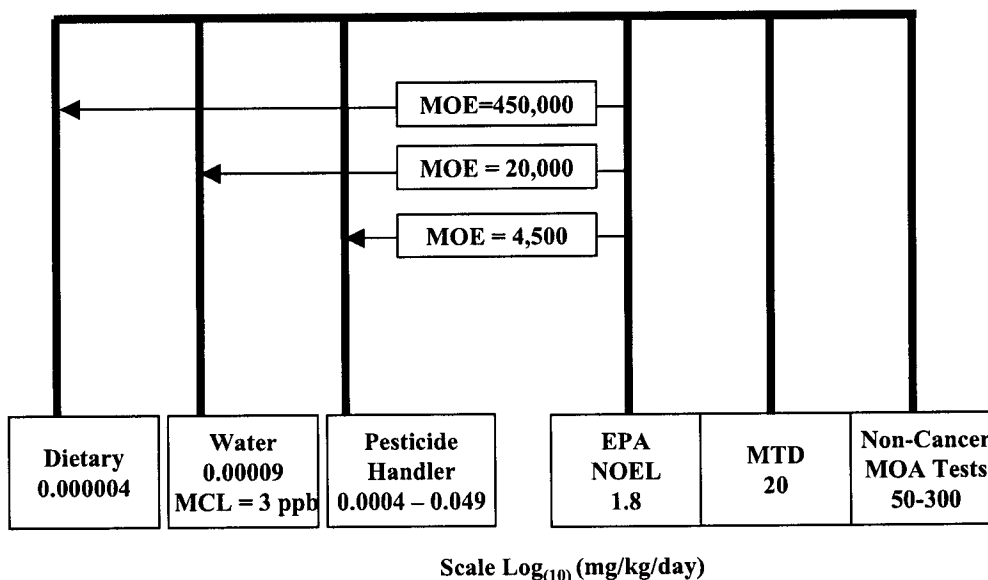 MOE=450,000
MOE = 20,000
MOE = 4,500
Dietary
0.000004
Water
0.00009
MCL = 3 ppb
Pesticide
Handler
0.0004 – 0.049
EPA
NOEL
1.8
MTD
20
Non-Cancer
MOA Tests
50-300
Scale Log(10) (mg/kg/day)